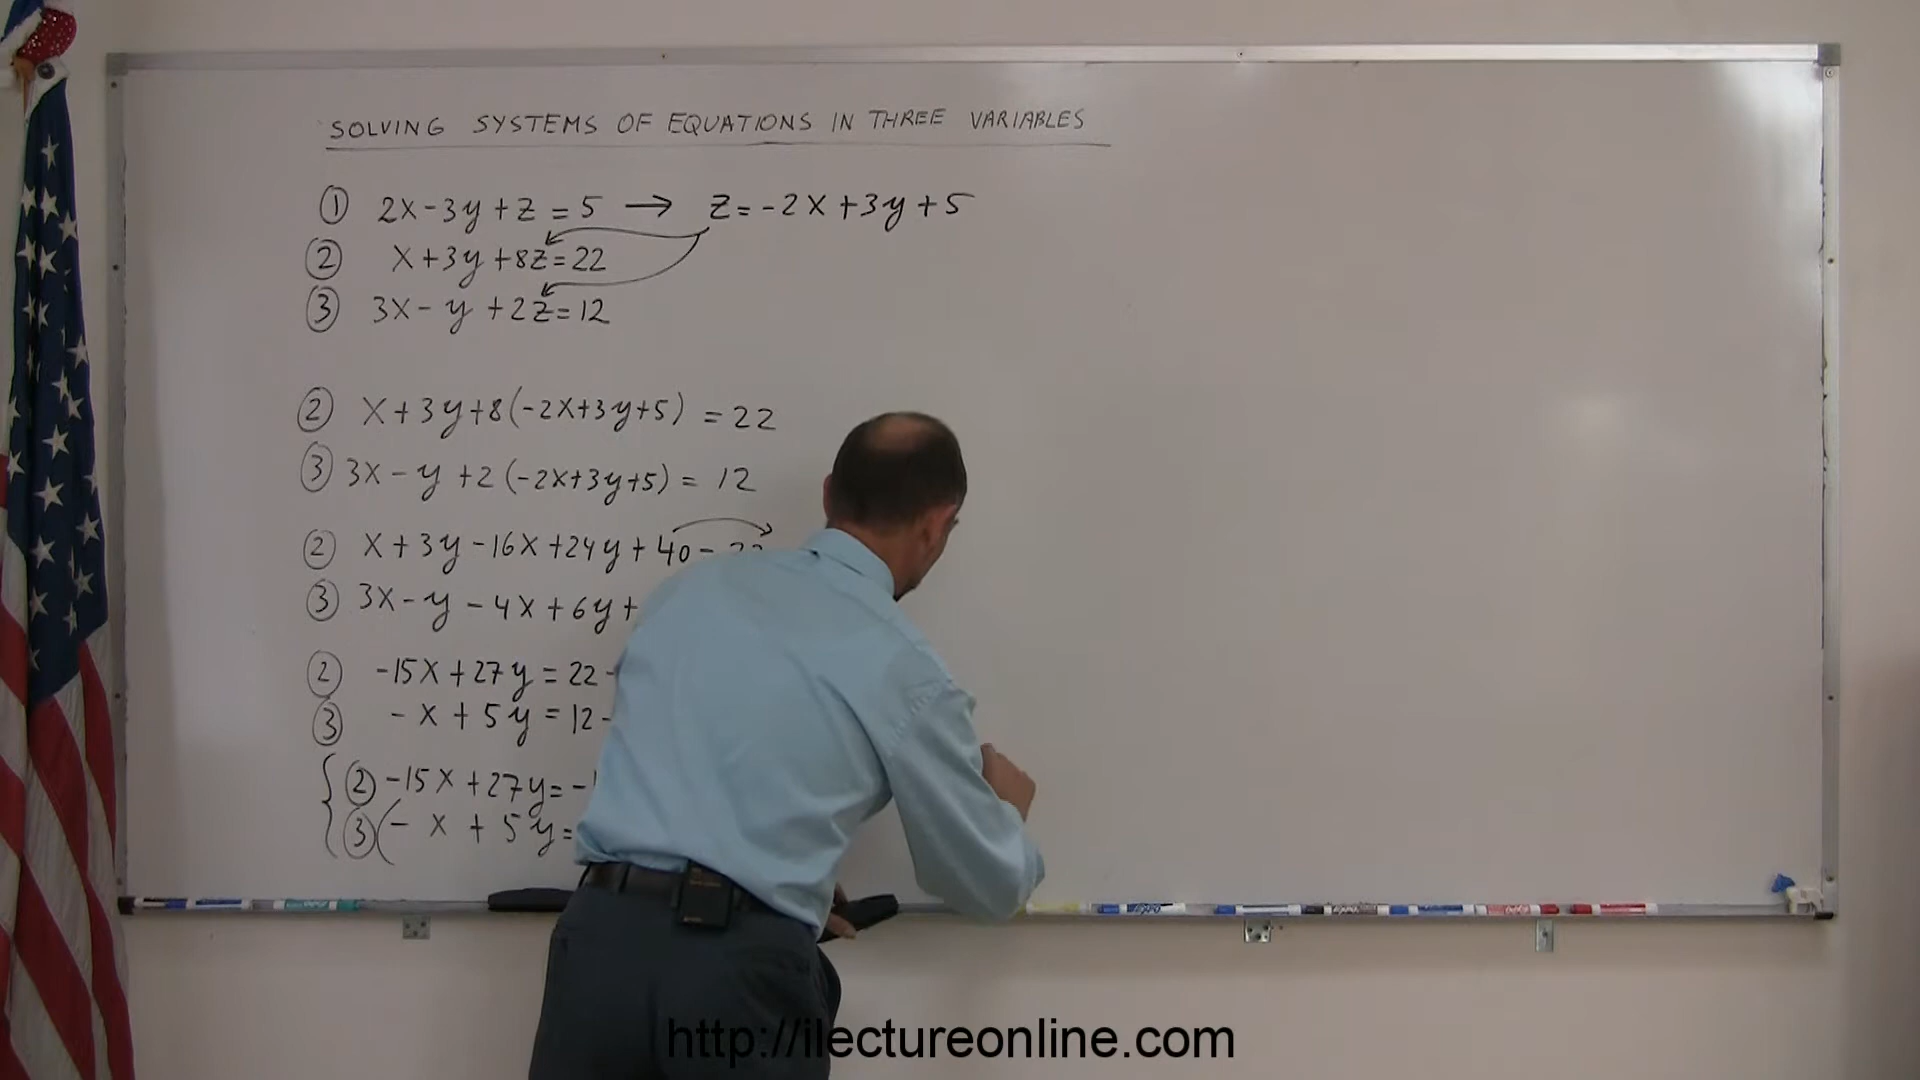 SOLVING SYSTEMS OF EQUATIONS IN THREE VARIABLES
① 2x-3y+z=5 → z=-2x+3y+5
② x+3y+8z=22
③ 3x-y+2z=12
② x+3y+8(-2x+3y+5) = 22
③ 3x-y+2(-2x+3y+5) = 12
② x+3y-16x+24y+40
③ 3x-y-4x+6y+
② -15x+27y=22-
③ -x+5y=12-
② -15x+27y=-
③ (-x+5y=
http://ilectureonline.com